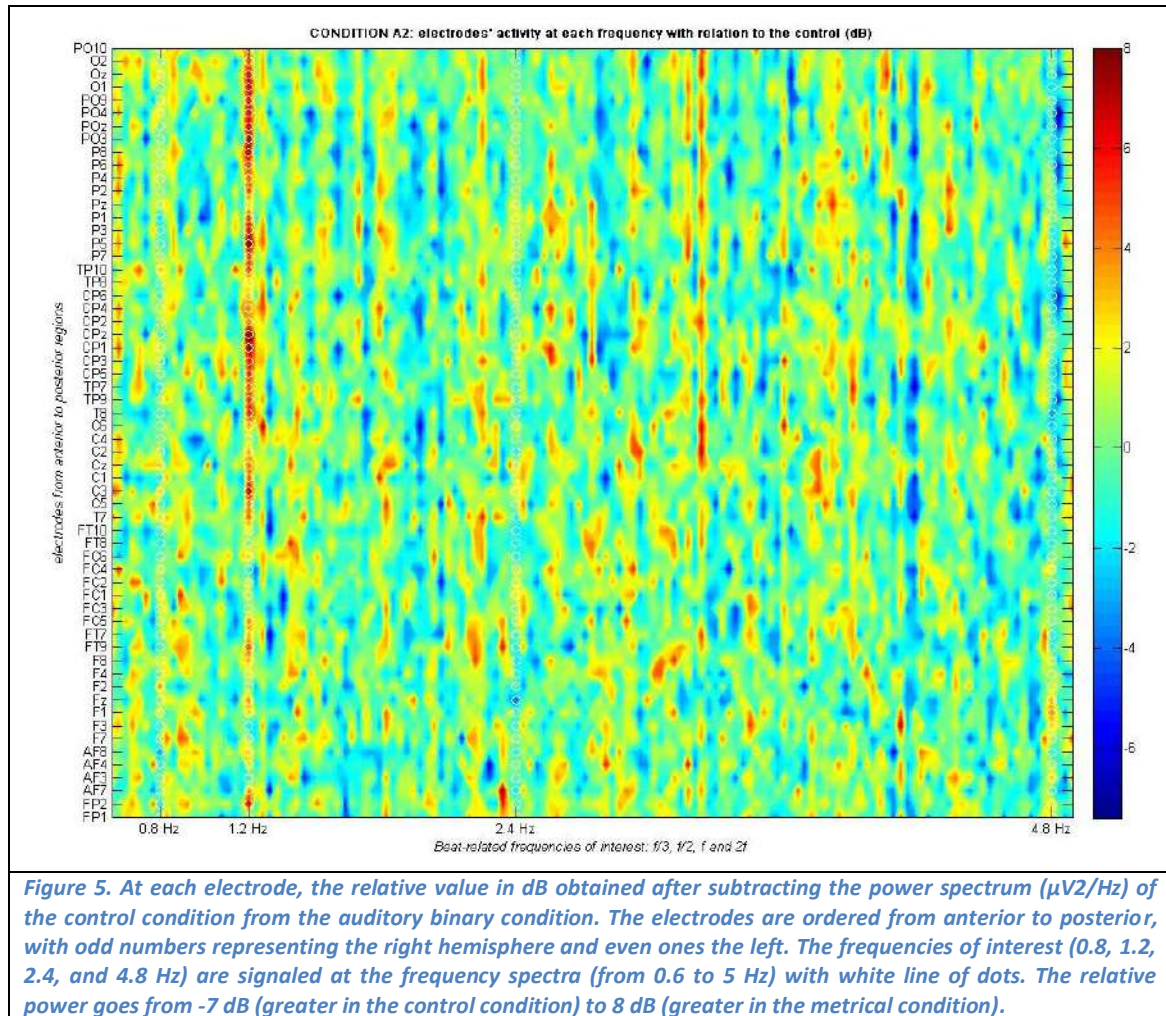 CONDITION A2: electrodes' activity at each frequency with relation to the control (dB)
electrodes from anterior to posterior regions
PO10
O2
Oz
O1
PO9
PO4
POz
PO3
P8
P6
P4
P2
Pz
P1
P3
P5
P7
TP10
TP8
CP6
CP4
CP2
CPz
CP1
CP3
CP5
TP7
TP9
T8
C6
C4
C2
Cz
C1
C3
C5
T7
FT10
FT8
FC6
FC4
FC2
FC1
FC3
FC5
FT7
FT9
F8
F4
F2
Fz
F1
F3
F7
AF8
AF4
AF3
AF7
FP2
FP1
0.8 Hz 1.2 Hz 2.4 Hz 4.8 Hz
Beat-related frequencies of interest: f/3, f/2, f and 2f
8
6
4
2
0
-2
-4
-6
Figure 5. At each electrode, the relative value in dB obtained after subtracting the power spectrum (µV2/Hz) of
the control condition from the auditory binary condition. The electrodes are ordered from anterior to posterior,
with odd numbers representing the right hemisphere and even ones the left. The frequencies of interest (0.8, 1.2,
2.4, and 4.8 Hz) are signaled at the frequency spectra (from 0.6 to 5 Hz) with white line of dots. The relative
power goes from -7 dB (greater in the control condition) to 8 dB (greater in the metrical condition).